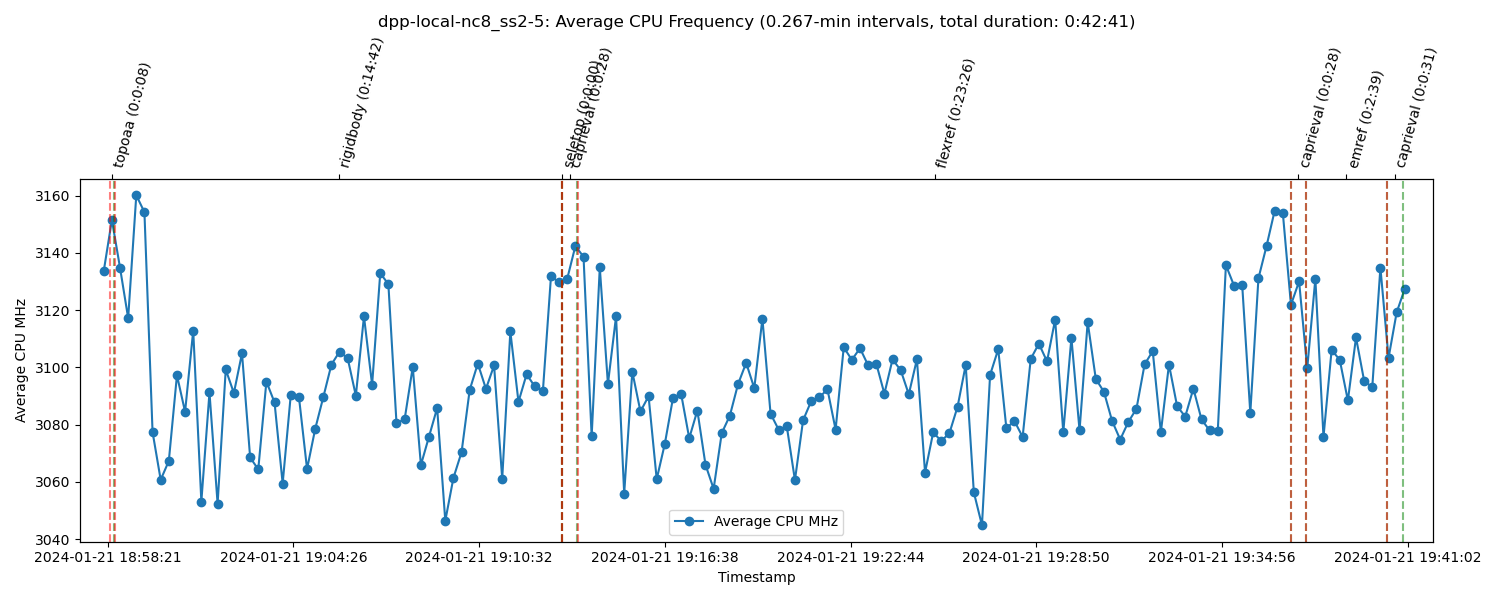 dpp-local-nc8_ss2-5: Average CPU Frequency (0.267-min intervals, total duration: 0:42:41)
topoaa (0:0:08)
rigidbody (0:14:42)
seletop (0:0:00)
caprieval (0:0:28)
flexref (0:23:26)
caprieval (0:0:28)
emref (0:2:39)
caprieval (0:0:31)
Average CPU MHz
3160
3140
3120
3100
3080
3060
3040
Average CPU MHz
2024-01-21 18:58:21
2024-01-21 19:04:26
2024-01-21 19:10:32
2024-01-21 19:16:38
2024-01-21 19:22:44
2024-01-21 19:28:50
2024-01-21 19:34:56
2024-01-21 19:41:02
Timestamp